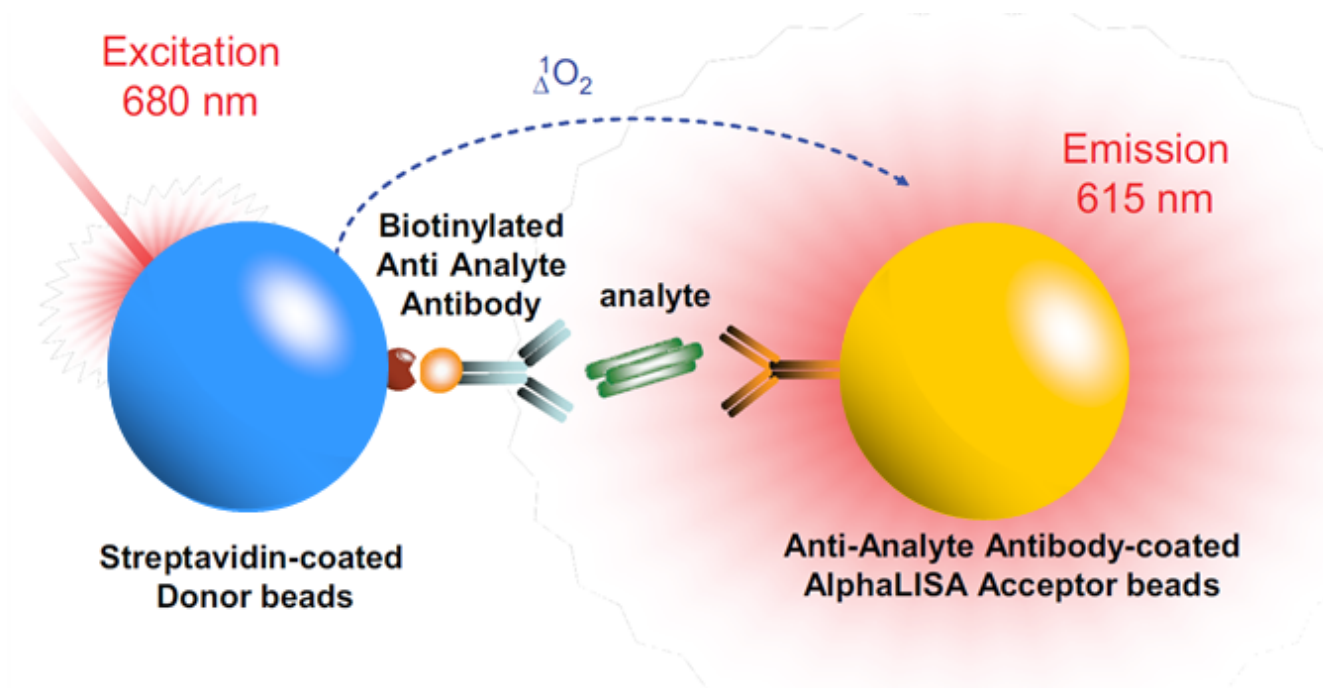 Excitation
680 nm
¹ΔO₂
Emission
615 nm
Biotinylated
Anti Analyte
Antibody
analyte
Streptavidin-coated
Donor beads
Anti-Analyte Antibody-coated
AlphaLISA Acceptor beads